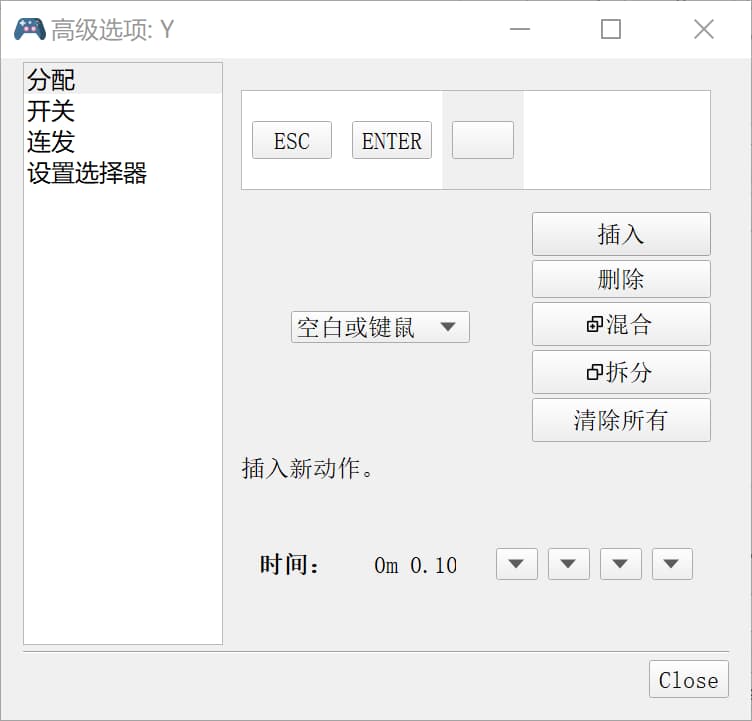 高级选项: Y
分配
开关
连发
设置选择器
ESC
ENTER
插入
删除
混合
拆分
清除所有
空白或键鼠
插入新动作。
时间: 0m 0.10
Close